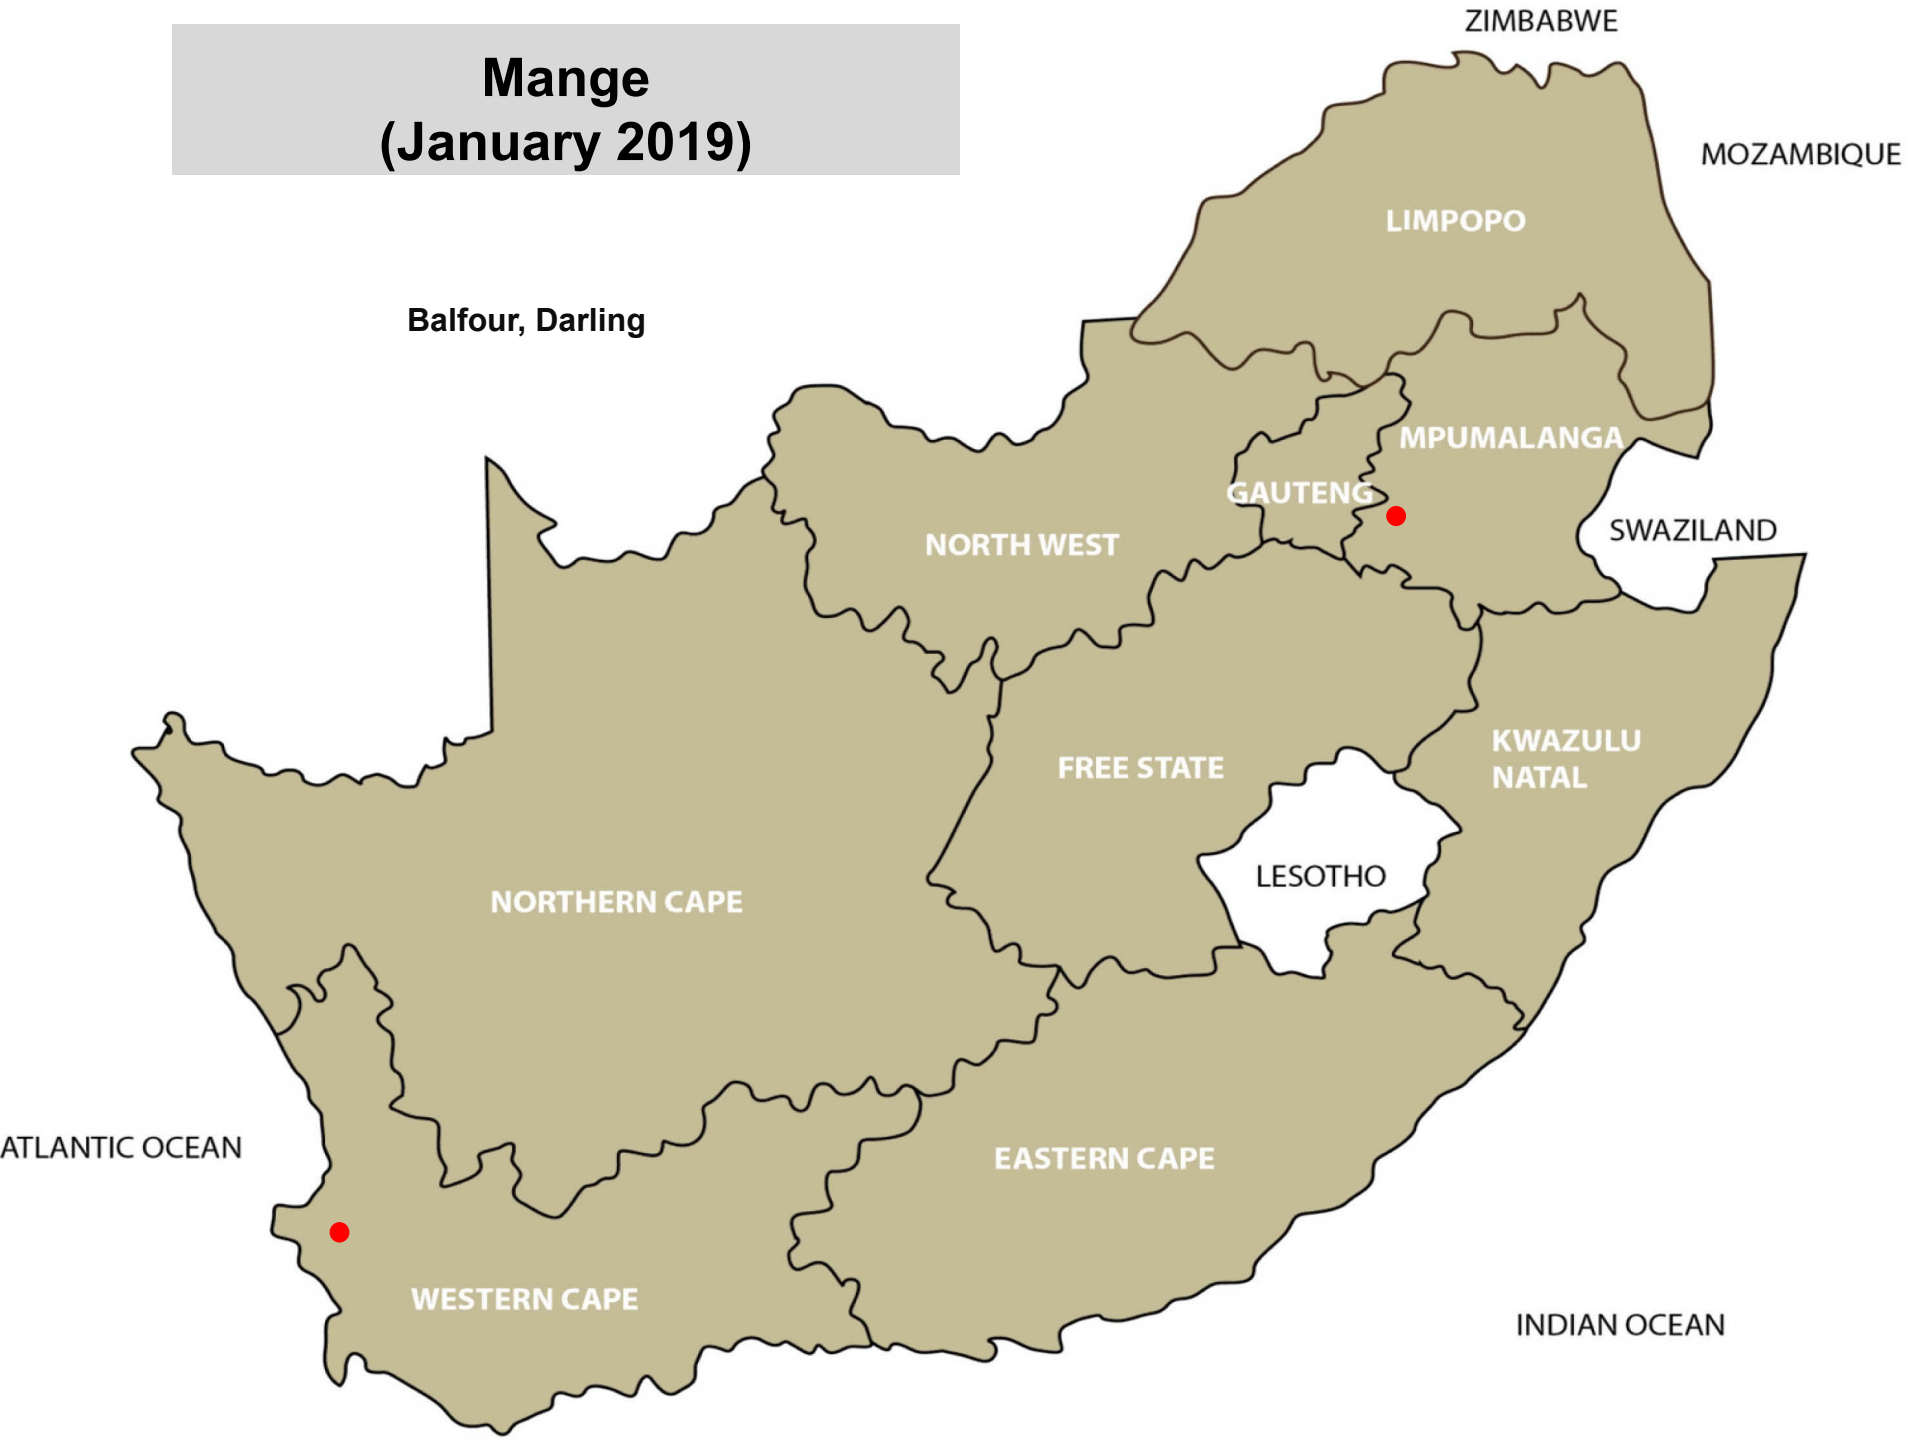 ZIMBABWE
Mange
(January 2019)
MOZAMBIQUE
LIMPOPO
Balfour, Darling
MPUMALANGA
GAUTENG
SWAZILAND
NORTH WEST
KWAZULU
NATAL
FREE STATE
LESOTHO
NORTHERN CAPE
ATLANTIC OCEAN
EASTERN CAPE
WESTERN CAPE
INDIAN OCEAN